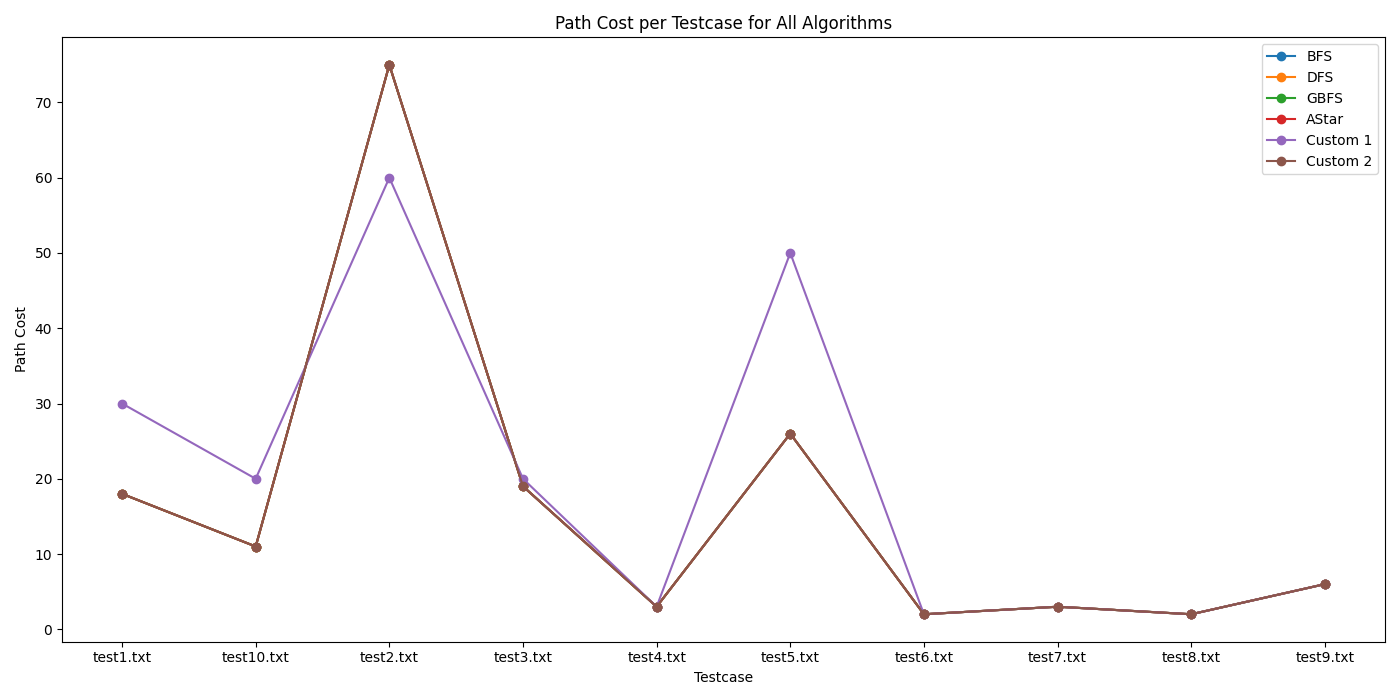 Path Cost per Testcase for All Algorithms
BFS
DFS
GBFS
AStar
Custom 1
Custom 2
70
60
50
40
30
20
10
0
Path Cost
test1.txt test10.txt test2.txt test3.txt test4.txt test5.txt test6.txt test7.txt test8.txt test9.txt
Testcase